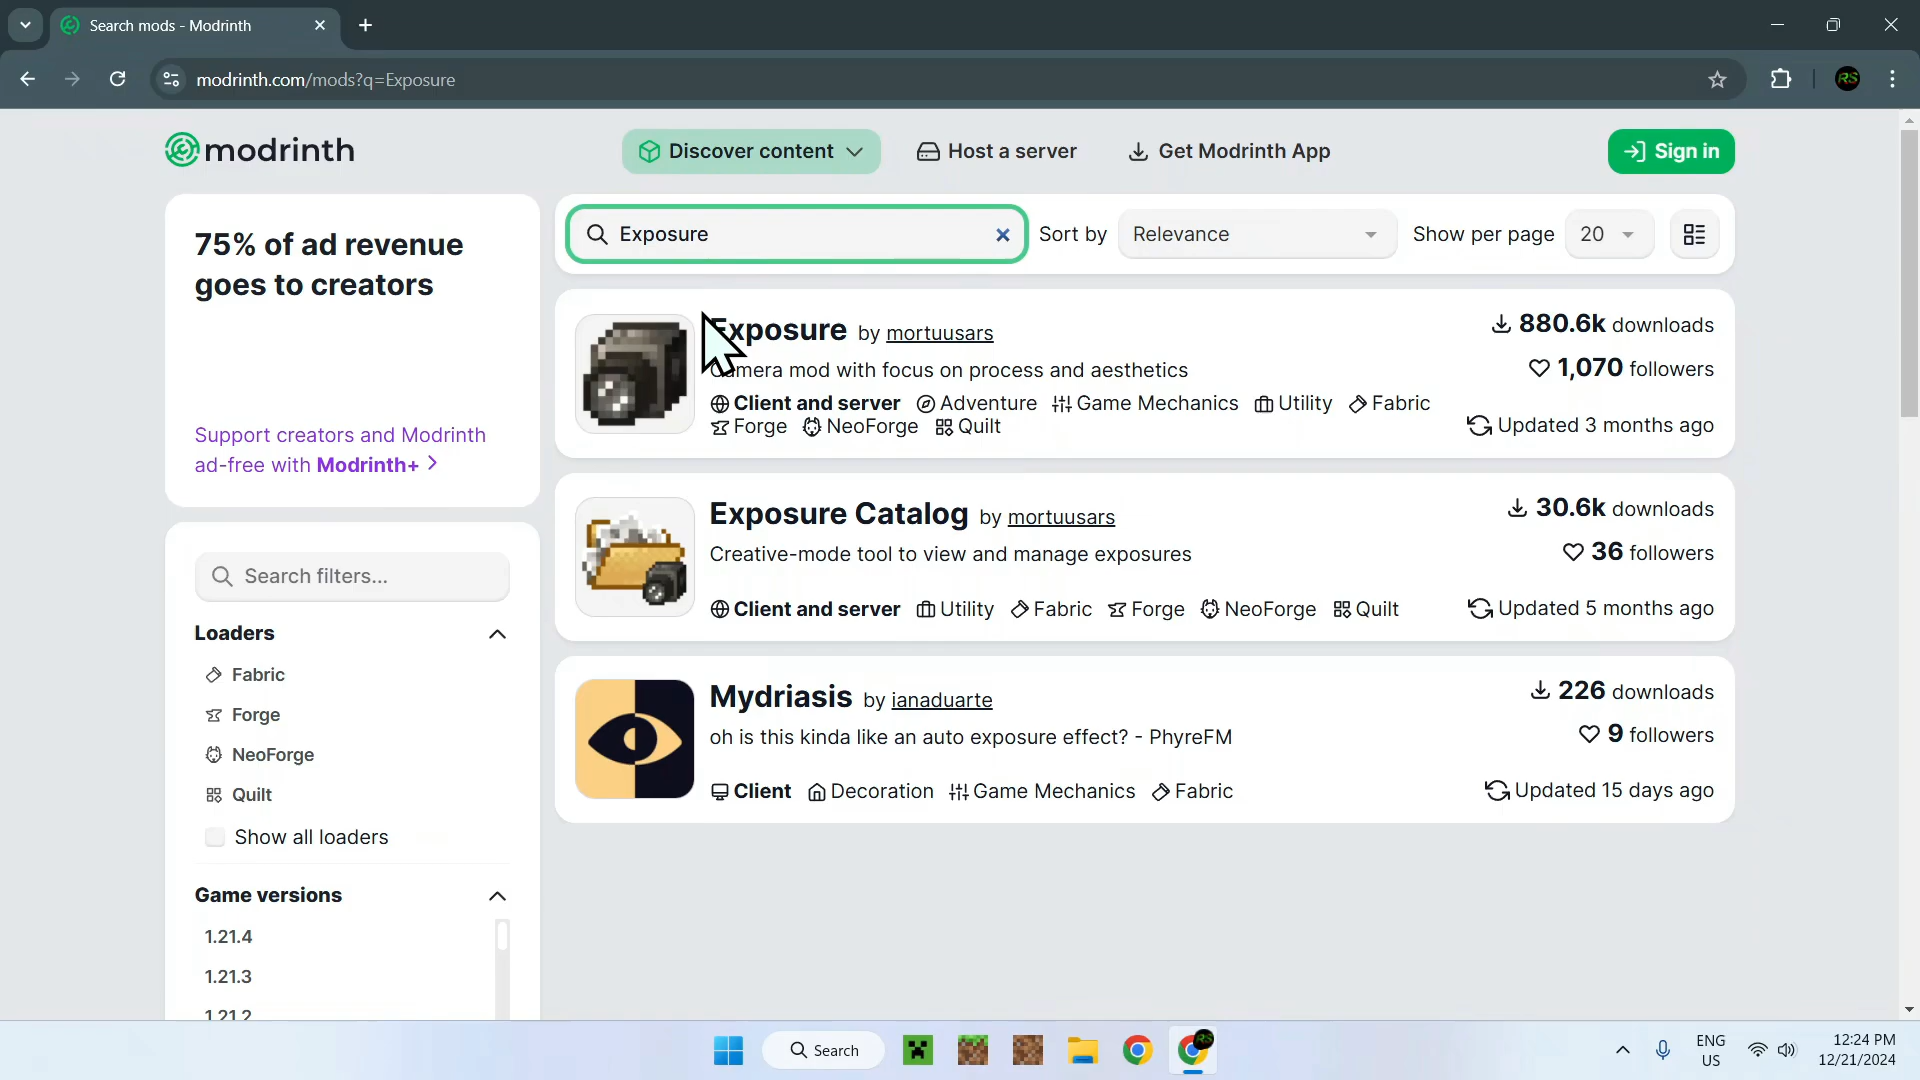 Search mods - Modrinth
modrinth.com/mods?q=Exposure
RS
modrinth
Discover content
Host a server
Get Modrinth App
Sign in
75% of ad revenue
goes to creators
Support creators and Modrinth
ad-free with Modrinth+
Exposure
Sort by
Relevance
Show per page
20
Exposure by mortuusars
Camera mod with focus on process and aesthetics
Client and server Adventure Game Mechanics Utility Fabric
Forge NeoForge Quilt
880.6k downloads
1,070 followers
Updated 3 months ago
Exposure Catalog by mortuusars
Creative-mode tool to view and manage exposures
Client and server Utility Fabric Forge NeoForge Quilt
30.6k downloads
36 followers
Updated 5 months ago
Mydriasis by ianaduarte
oh is this kinda like an auto exposure effect? - PhyreFM
Client Decoration Game Mechanics Fabric
226 downloads
9 followers
Updated 15 days ago
Search filters...
Loaders
Fabric
Forge
NeoForge
Quilt
Show all loaders
Game versions
1.21.4
1.21.3
1.21.2
Search
RS
ENG
US
12:24 PM
12/21/2024